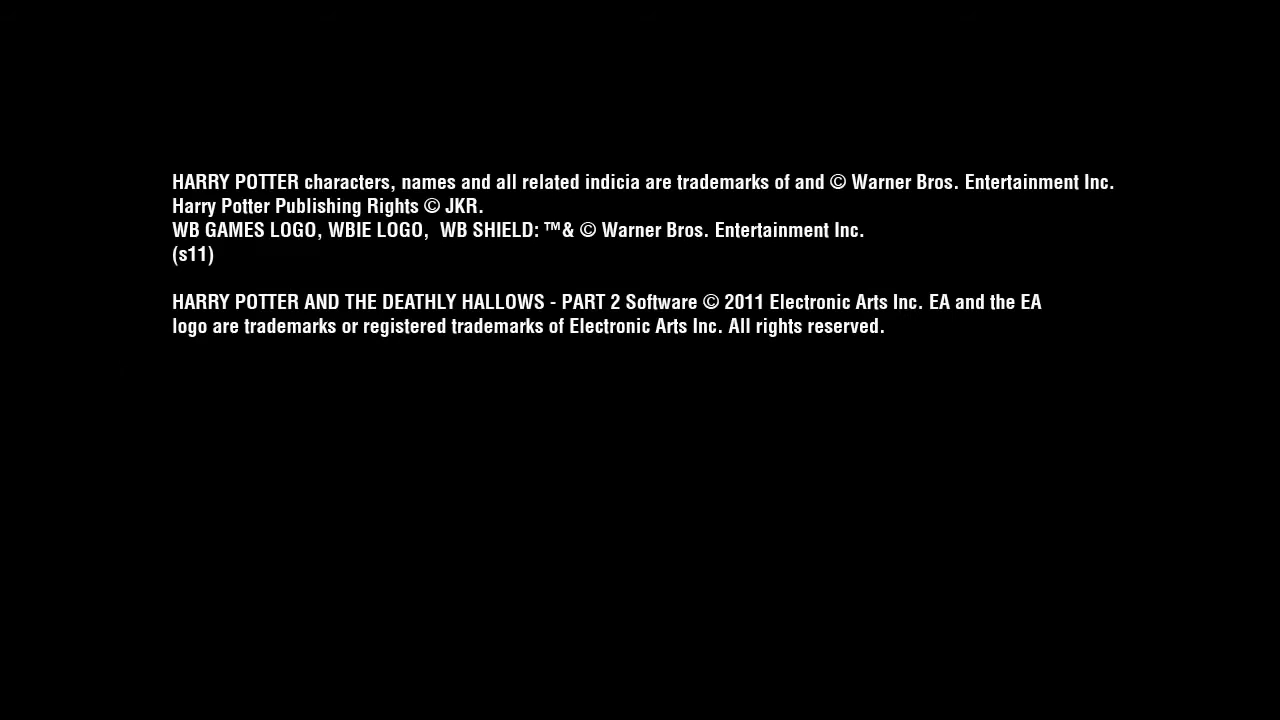 HARRY POTTER characters, names and all related indicia are trademarks of and © Warner Bros. Entertainment Inc.
Harry Potter Publishing Rights © JKR.
WB GAMES LOGO, WBIE LOGO,  WB SHIELD: ™& © Warner Bros. Entertainment Inc.
(s11)
HARRY POTTER AND THE DEATHLY HALLOWS - PART 2 Software © 2011 Electronic Arts Inc. EA and the EA
logo are trademarks or registered trademarks of Electronic Arts Inc. All rights reserved.